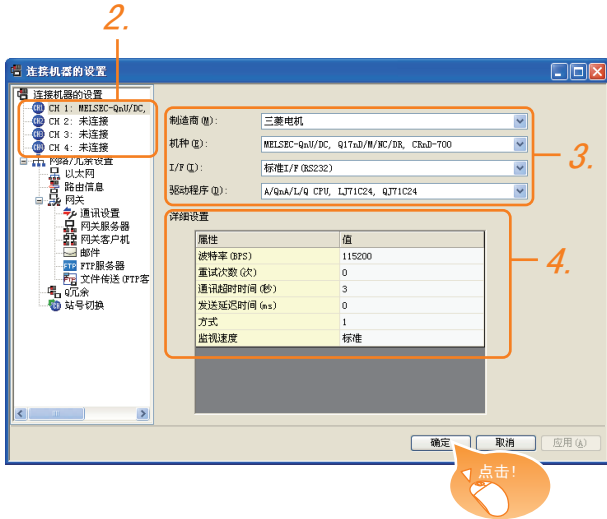 2.
连接机器的设置
连接机器的设置
CH 1: MELSEC-QnU/DC,
CH 2: 未连接
CH 3: 未连接
CH 4: 未连接
网络/冗余设置
以太网
路由信息
网关
通讯设置
网关服务器
网关客户机
邮件
FTP服务器
文件传送(FTP客
Q冗余
站号切换
制造商(M): 三菱电机
机种(E): MELSEC-QnU/DC, Q17nD/M/NC/DR, CRnD-700
I/F(I): 标准I/F(RS232)
驱动程序(D): A/QnA/L/Q CPU, LJ71C24, QJ71C24
3.
详细设置
属性 值
波特率(BPS) 115200
重试次数(次) 0
通讯超时时间(秒) 3
发送延迟时间(ms) 0
方式 1
监视速度 标准
4.
确定 取消 应用(A)
点击!